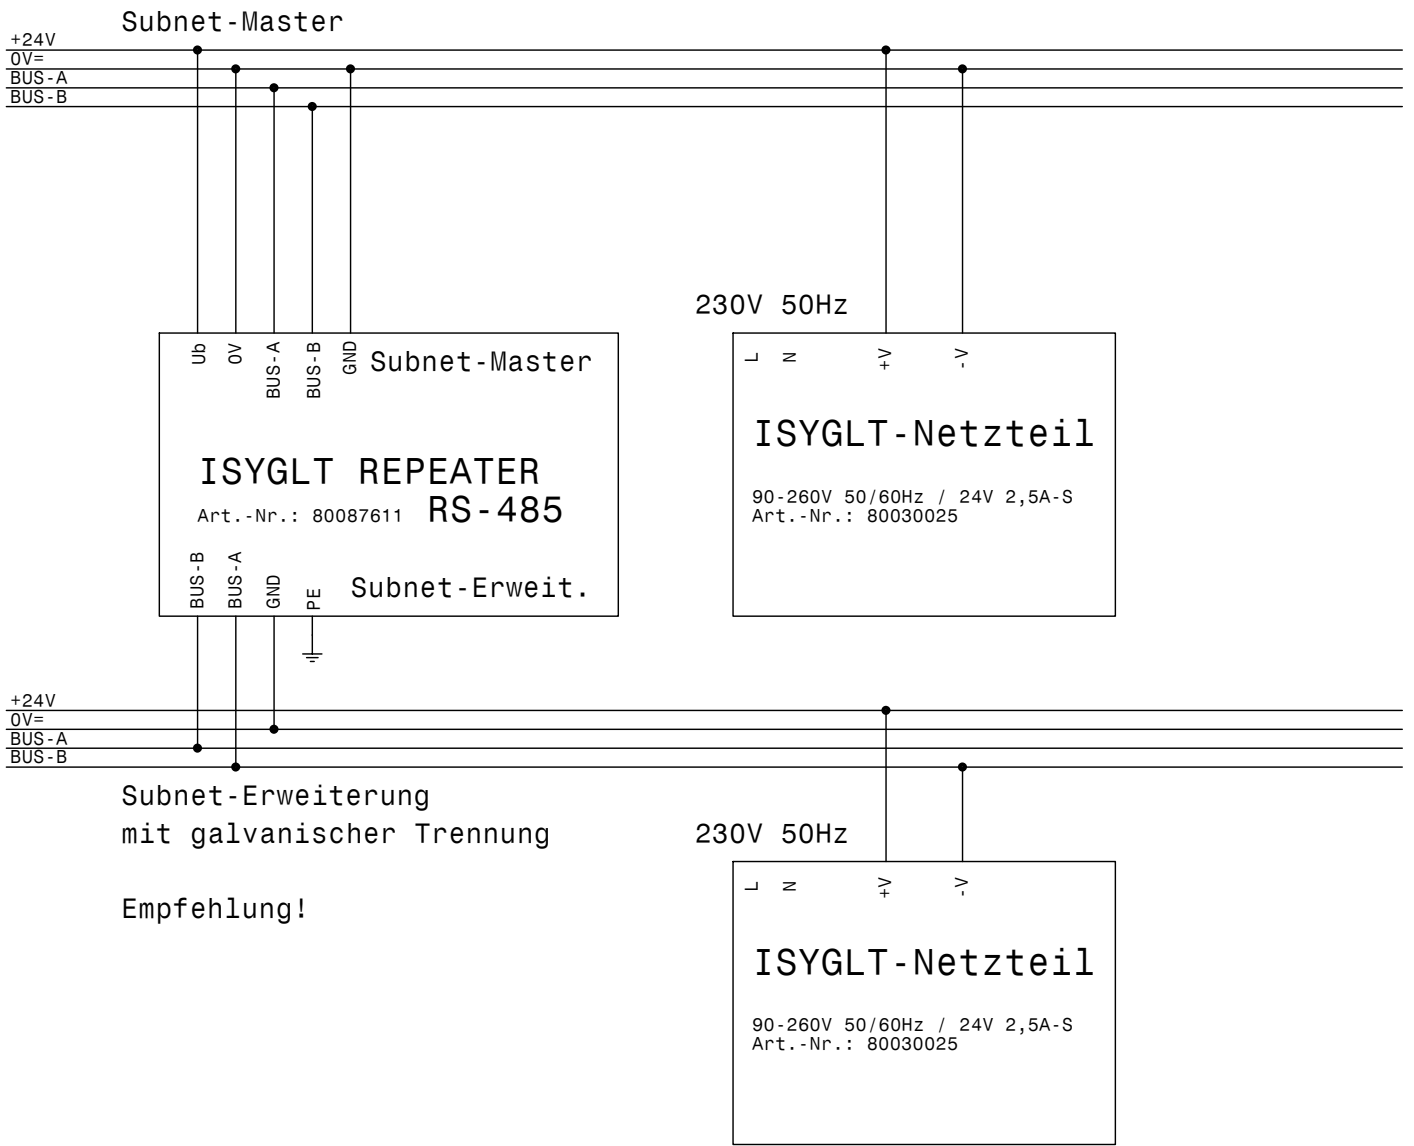 Subnet-Master
+24V
0V=
BUS-A
BUS-B
230V 50Hz
Ub
0V
BUS-A
BUS-B
GND
Subnet-Master
ISYGLT REPEATER
Art.-Nr.: 80087611 RS-485
BUS-B
BUS-A
GND
PE
Subnet-Erweit.
L
N
+V
-V
ISYGLT-Netzteil
90-260V 50/60Hz / 24V 2,5A-S
Art.-Nr.: 80030025
+24V
0V=
BUS-A
BUS-B
Subnet-Erweiterung
mit galvanischer Trennung
Empfehlung!
230V 50Hz
L
N
+V
-V
ISYGLT-Netzteil
90-260V 50/60Hz / 24V 2,5A-S
Art.-Nr.: 80030025